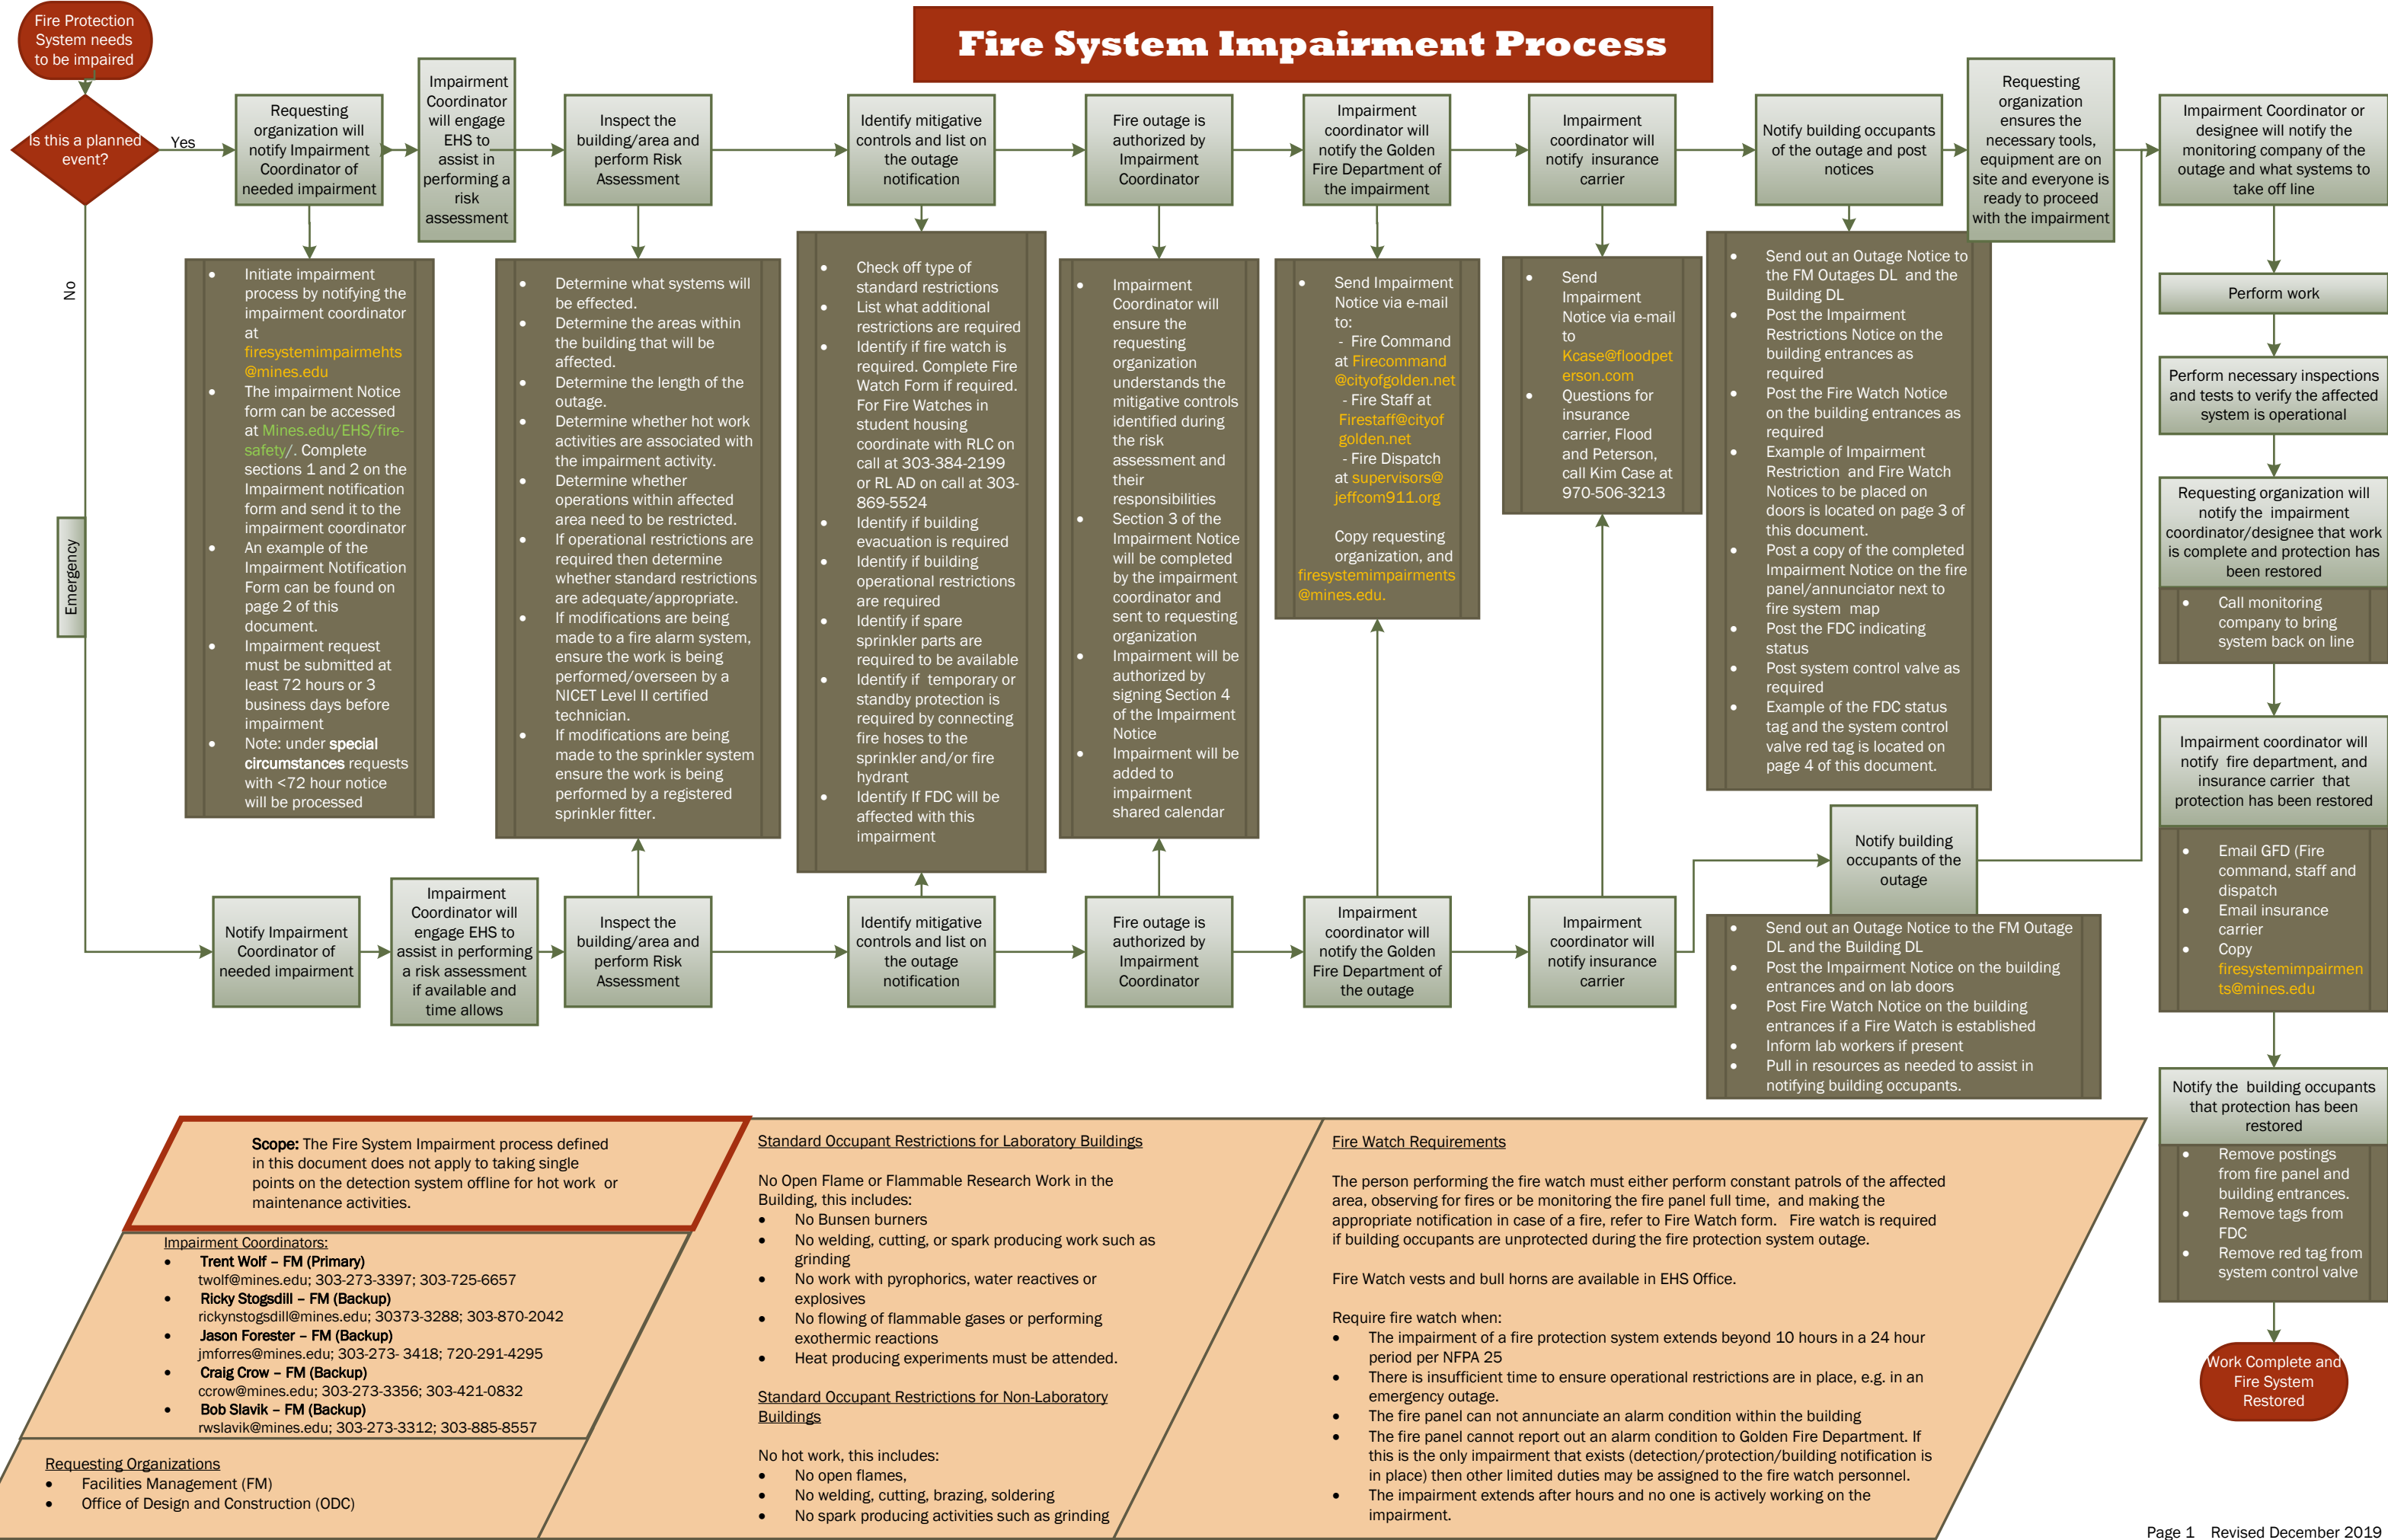 Fire System Impairment Process
Fire Protection
System needs
to be impaired
Is this a planned
event?
Yes
No
Emergency
Requesting
organization will
notify Impairment
Coordinator of
needed impairment
Impairment
Coordinator
will engage
EHS to
assist in
performing a
risk
assessment
Inspect the
building/area and
perform Risk
Assessment
Identify mitigative
controls and list on
the outage
notification
Fire outage is
authorized by
Impairment
Coordinator
Impairment
coordinator will
notify the Golden
Fire Department of
the impairment
Impairment
coordinator will
notify insurance
carrier
Notify building occupants
of the outage and post
notices
Requesting
organization
ensures the
necessary tools,
equipment are on
site and everyone is
ready to proceed
with the impairment
Impairment Coordinator or
designee will notify the
monitoring company of the
outage and what systems to
take off line
• Initiate impairment
process by notifying the
impairment coordinator
at
firesystemimpairmehts
@mines.edu
• The impairment Notice
form can be accessed
at Mines.edu/EHS/fire-
safety/. Complete
sections 1 and 2 on the
Impairment notification
form and send it to the
impairment coordinator
• An example of the
Impairment Notification
Form can be found on
page 2 of this
document.
• Impairment request
must be submitted at
least 72 hours or 3
business days before
impairment
• Note: under special
circumstances requests
with <72 hour notice
will be processed
• Determine what systems will
be effected.
• Determine the areas within
the building that will be
affected.
• Determine the length of the
outage.
• Determine whether hot work
activities are associated with
the impairment activity.
• Determine whether
operations within affected
area need to be restricted.
• If operational restrictions are
required then determine
whether standard restrictions
are adequate/appropriate.
• If modifications are being
made to a fire alarm system,
ensure the work is being
performed/overseen by a
NICET Level II certified
technician.
• If modifications are being
made to the sprinkler system
ensure the work is being
performed by a registered
sprinkler fitter.
• Check off type of
standard restrictions
• List what additional
restrictions are required
• Identify if fire watch is
required. Complete Fire
Watch Form if required.
For Fire Watches in
student housing
coordinate with RLC on
call at 303-384-2199
or RL AD on call at 303-
869-5524
• Identify if building
evacuation is required
• Identify if building
operational restrictions
are required
• Identify if spare
sprinkler parts are
required to be available
• Identify if temporary or
standby protection is
required by connecting
fire hoses to the
sprinkler and/or fire
hydrant
• Identify If FDC will be
affected with this
impairment
• Impairment
Coordinator will
ensure the
requesting
organization
understands the
mitigative controls
identified during
the risk
assessment and
their
responsibilities
• Section 3 of the
Impairment Notice
will be completed
by the impairment
coordinator and
sent to requesting
organization
• Impairment will be
authorized by
signing Section 4
of the Impairment
Notice
• Impairment will be
added to
impairment
shared calendar
• Send Impairment
Notice via e-mail
to:
- Fire Command
at Firecommand
@cityofgolden.net
- Fire Staff at
Firestaff@cityof
golden.net
- Fire Dispatch
at supervisors@
jeffcom911.org
Copy requesting
organization, and
firesystemimpairments
@mines.edu.
• Send
Impairment
Notice via e-mail
to
Kcase@floodpet
erson.com
• Questions for
insurance
carrier, Flood
and Peterson,
call Kim Case at
970-506-3213
• Send out an Outage Notice to
the FM Outages DL and the
Building DL
• Post the Impairment
Restrictions Notice on the
building entrances as
required
• Post the Fire Watch Notice
on the building entrances as
required
• Example of Impairment
Restriction and Fire Watch
Notices to be placed on
doors is located on page 3 of
this document.
• Post a copy of the completed
Impairment Notice on the fire
panel/annunciator next to
fire system map
• Post the FDC indicating
status
• Post system control valve as
required
• Example of the FDC status
tag and the system control
valve red tag is located on
page 4 of this document.
Perform work
Perform necessary inspections
and tests to verify the affected
system is operational
Requesting organization will
notify the impairment
coordinator/designee that work
is complete and protection has
been restored
• Call monitoring
company to bring
system back on line
Impairment coordinator will
notify fire department, and
insurance carrier that
protection has been restored
• Email GFD (Fire
command, staff and
dispatch
• Email insurance
carrier
• Copy
firesystemimpairmen
ts@mines.edu
Notify the building occupants
that protection has been
restored
• Remove postings
from fire panel and
building entrances.
• Remove tags from
FDC
• Remove red tag from
system control valve
Work Complete and
Fire System
Restored
Notify Impairment
Coordinator of
needed impairment
Impairment
Coordinator will
engage EHS to
assist in performing
a risk assessment
if available and
time allows
Inspect the
building/area and
perform Risk
Assessment
Identify mitigative
controls and list on
the outage
notification
Fire outage is
authorized by
Impairment
Coordinator
Impairment
coordinator will
notify the Golden
Fire Department of
the outage
Impairment
coordinator will
notify insurance
carrier
Notify building
occupants of the
outage
• Send out an Outage Notice to the FM Outage
DL and the Building DL
• Post the Impairment Notice on the building
entrances and on lab doors
• Post Fire Watch Notice on the building
entrances if a Fire Watch is established
• Inform lab workers if present
• Pull in resources as needed to assist in
notifying building occupants.
Scope: The Fire System Impairment process defined
in this document does not apply to taking single
points on the detection system offline for hot work or
maintenance activities.
Impairment Coordinators:
• Trent Wolf – FM (Primary)
twolf@mines.edu; 303-273-3397; 303-725-6657
• Ricky Stogsdill – FM (Backup)
rickynstogsdill@mines.edu; 30373-3288; 303-870-2042
• Jason Forester – FM (Backup)
jmforres@mines.edu; 303-273- 3418; 720-291-4295
• Craig Crow – FM (Backup)
ccrow@mines.edu; 303-273-3356; 303-421-0832
• Bob Slavik – FM (Backup)
rwslavik@mines.edu; 303-273-3312; 303-885-8557
Requesting Organizations
• Facilities Management (FM)
• Office of Design and Construction (ODC)
Standard Occupant Restrictions for Laboratory Buildings
No Open Flame or Flammable Research Work in the
Building, this includes:
• No Bunsen burners
• No welding, cutting, or spark producing work such as
grinding
• No work with pyrophorics, water reactives or
explosives
• No flowing of flammable gases or performing
exothermic reactions
• Heat producing experiments must be attended.
Standard Occupant Restrictions for Non-Laboratory
Buildings
No hot work, this includes:
• No open flames,
• No welding, cutting, brazing, soldering
• No spark producing activities such as grinding
Fire Watch Requirements
The person performing the fire watch must either perform constant patrols of the affected
area, observing for fires or be monitoring the fire panel full time, and making the
appropriate notification in case of a fire, refer to Fire Watch form. Fire watch is required
if building occupants are unprotected during the fire protection system outage.
Fire Watch vests and bull horns are available in EHS Office.
Require fire watch when:
• The impairment of a fire protection system extends beyond 10 hours in a 24 hour
period per NFPA 25
• There is insufficient time to ensure operational restrictions are in place, e.g. in an
emergency outage.
• The fire panel can not annunciate an alarm condition within the building
• The fire panel cannot report out an alarm condition to Golden Fire Department. If
this is the only impairment that exists (detection/protection/building notification is
in place) then other limited duties may be assigned to the fire watch personnel.
• The impairment extends after hours and no one is actively working on the
impairment.
Page 1 Revised December 2019